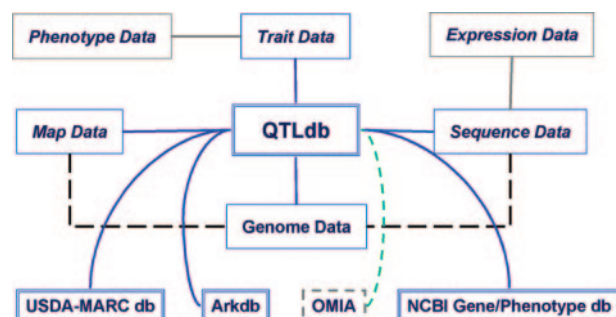 Phenotype Data
Trait Data
Expression Data
Map Data
QTLdb
Sequence Data
Genome Data
USDA-MARC db
Arkdb
OMIA
NCBI Gene/Phenotype db